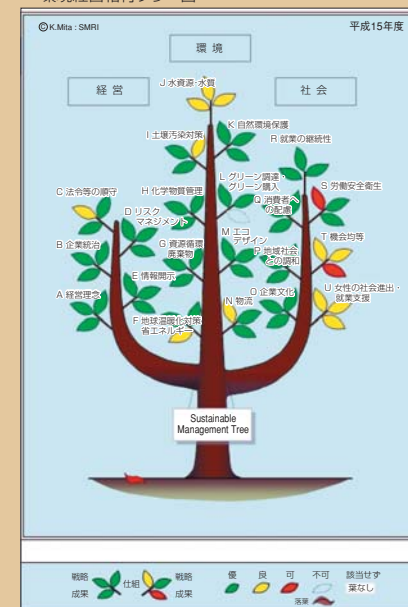 ©K.Mita : SMRI
平成15年度
環 境
経 営
社 会
J 水資源・水質
K 自然環境保護
R 就業の継続性
I 土壌汚染対策
L グリーン調達・
グリーン購入
S 労働安全衛生
C 法令等の順守
H 化学物質管理
Q 消費者へ
の配慮
D リスク
マネジメント
M エコ
デザイン
T 機会均等
B 企業統治
G 資源循環
廃棄物
P 地域社会
との調和
E 情報開示
A 経営理念
O 企業文化
U 女性の社会進出・
就業支援
N 物流
F 地球温暖化対策
省エネルギー
Sustainable
Management Tree
戦略
仕組
戦略
成果
成果
優
良
可
不可
該当せず
葉なし
落葉